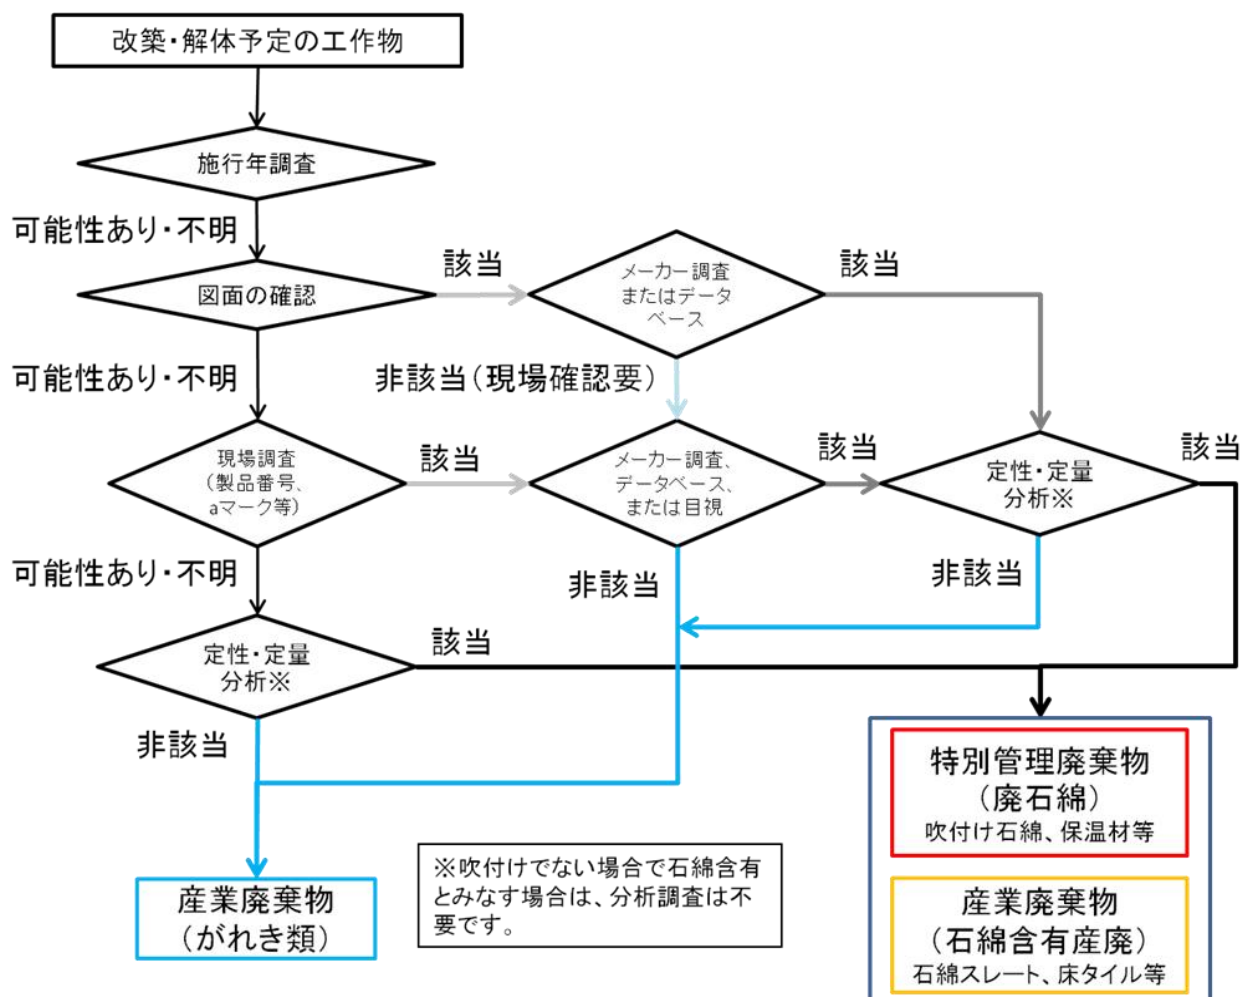 改築・解体予定の工作物
施行年調査
可能性あり・不明
図面の確認
該当
メーカー調査
またはデータ
ベース
該当
可能性あり・不明
非該当(現場確認要)
現場調査
(製品番号、
aマーク等)
該当
メーカー調査、
データベース、
または目視
該当
定性・定量
分析※
該当
可能性あり・不明
非該当
非該当
定性・定量
分析※
該当
非該当
特別管理廃棄物
(廃石綿)
吹付け石綿、保温材等
※吹付けでない場合で石綿含有
とみなす場合は、分析調査は不
要です。
産業廃棄物
(がれき類)
産業廃棄物
(石綿含有産廃)
石綿スレート、床タイル等